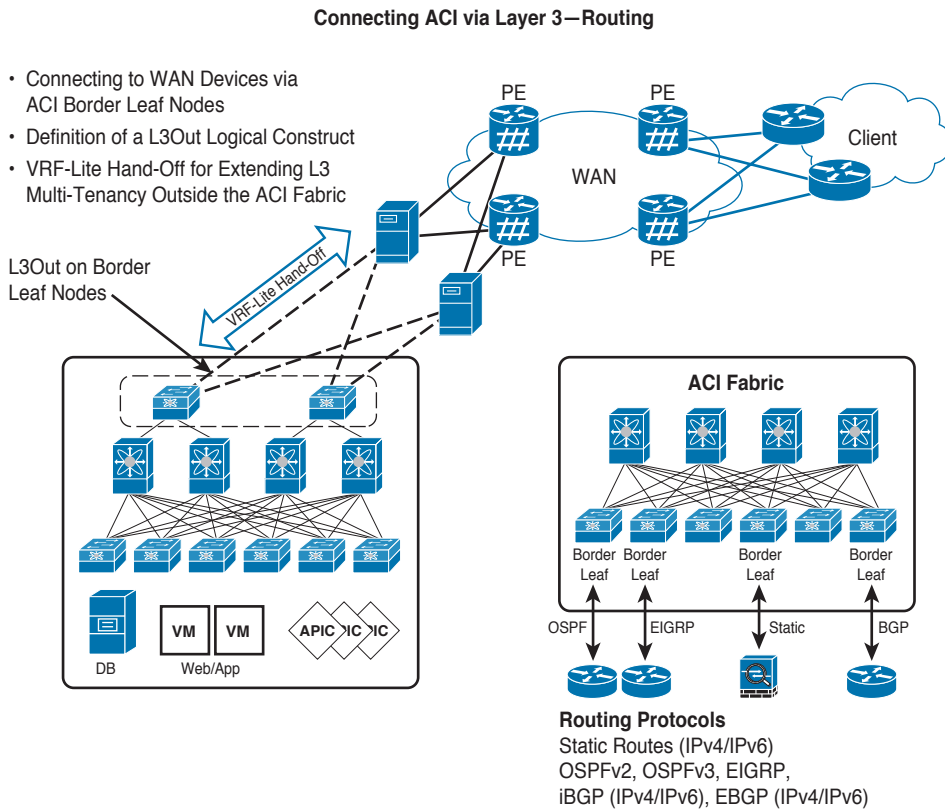 Connecting ACI via Layer 3—Routing
• Connecting to WAN Devices via
ACI Border Leaf Nodes
• Definition of a L3Out Logical Construct
• VRF-Lite Hand-Off for Extending L3
Multi-Tenancy Outside the ACI Fabric
PE
PE
WAN
Client
PE
PE
L3Out on Border
Leaf Nodes
VRF-Lite Hand-Off
DB
VM
VM
Web/App
APIC
PIC
PIC
ACI Fabric
Border
Leaf
Border
Leaf
Border
Leaf
Border
Leaf
OSPF
EIGRP
Static
BGP
Routing Protocols
Static Routes (IPv4/IPv6)
OSPFv2, OSPFv3, EIGRP,
iBGP (IPv4/IPv6), EBGP (IPv4/IPv6)